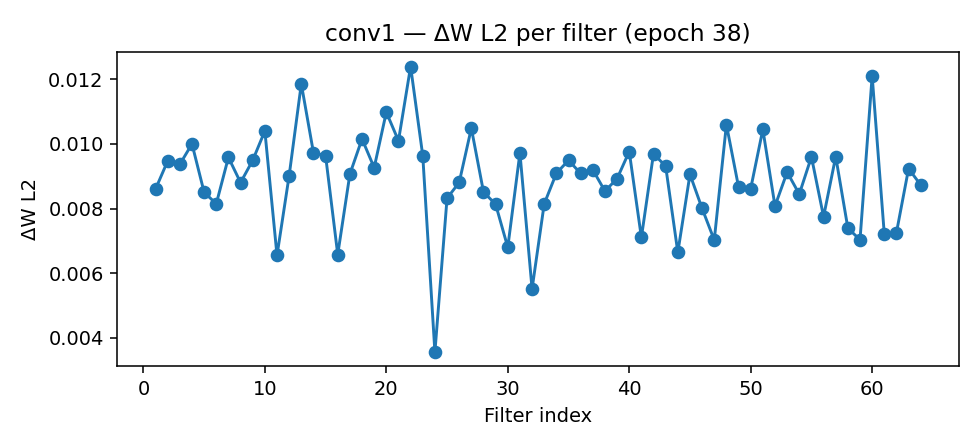 conv1 — ΔW L2 per filter (epoch 38)
ΔW L2
0.012
0.010
0.008
0.006
0.004
0 10 20 30 40 50 60
Filter index